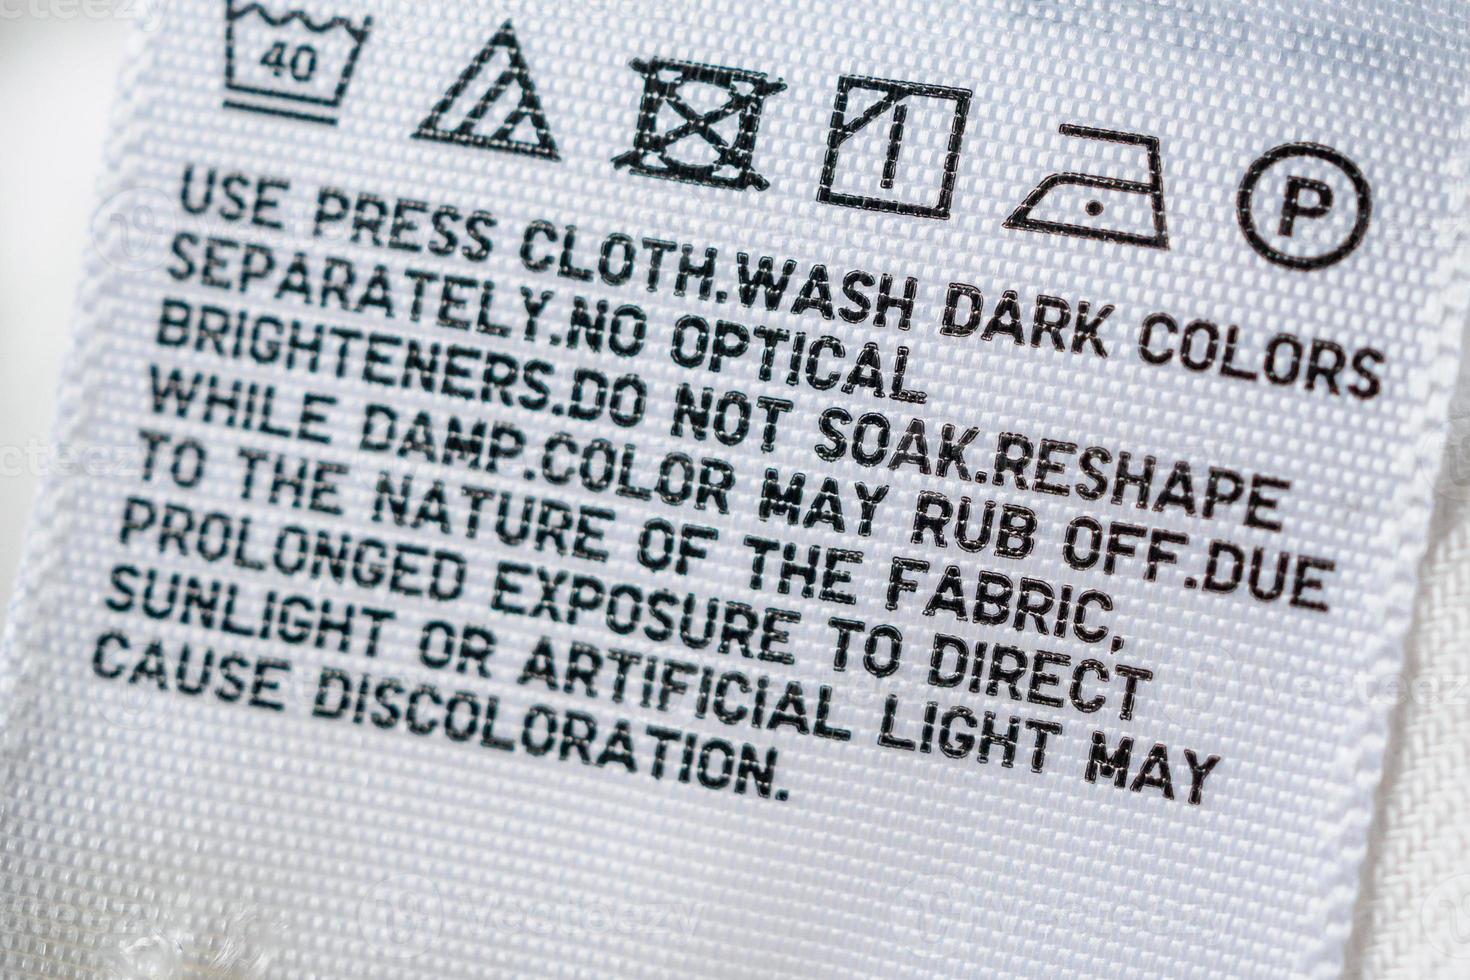 40
P
USE PRESS CLOTH.WASH DARK COLORS
SEPARATELY.NO OPTICAL
BRIGHTENERS.DO NOT SOAK.RESHAPE
WHILE DAMP.COLOR MAY RUB OFF.DUE
TO THE NATURE OF THE FABRIC,
PROLONGED EXPOSURE TO DIRECT
SUNLIGHT OR ARTIFICIAL LIGHT MAY
CAUSE DISCOLORATION.
Vecteezy